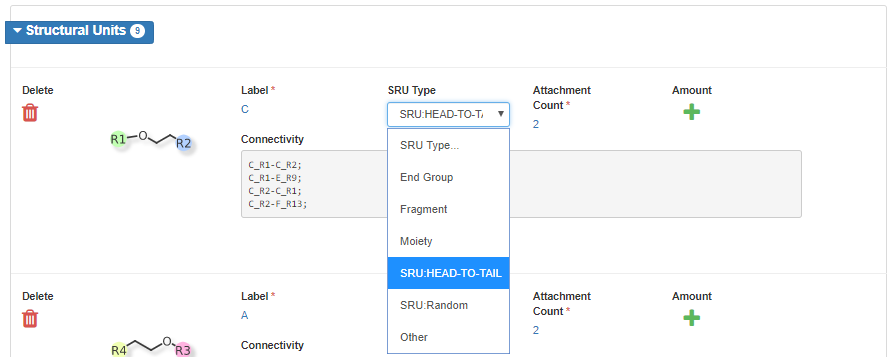 Structural Units 9
Delete
Label *
SRU Type
Attachment
Count *
Amount
C
SRU:HEAD-TO-TA
2
R1 O R2
Connectivity
C_R1-C_R2;
C_R1-E_R9;
C_R2-C_R1;
C_R2-F_R13;
SRU Type...
End Group
Fragment
Moiety
SRU:HEAD-TO-TAIL
SRU:Random
Other
Delete
Label *
Attachment
Count *
Amount
A
2
R4 O R3
Connectivity